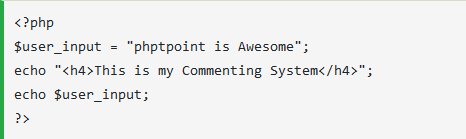 <?php
$user_input = "phptpoint is Awesome";
echo "<h4>This is my Commenting System</h4>";
echo $user_input;
?>